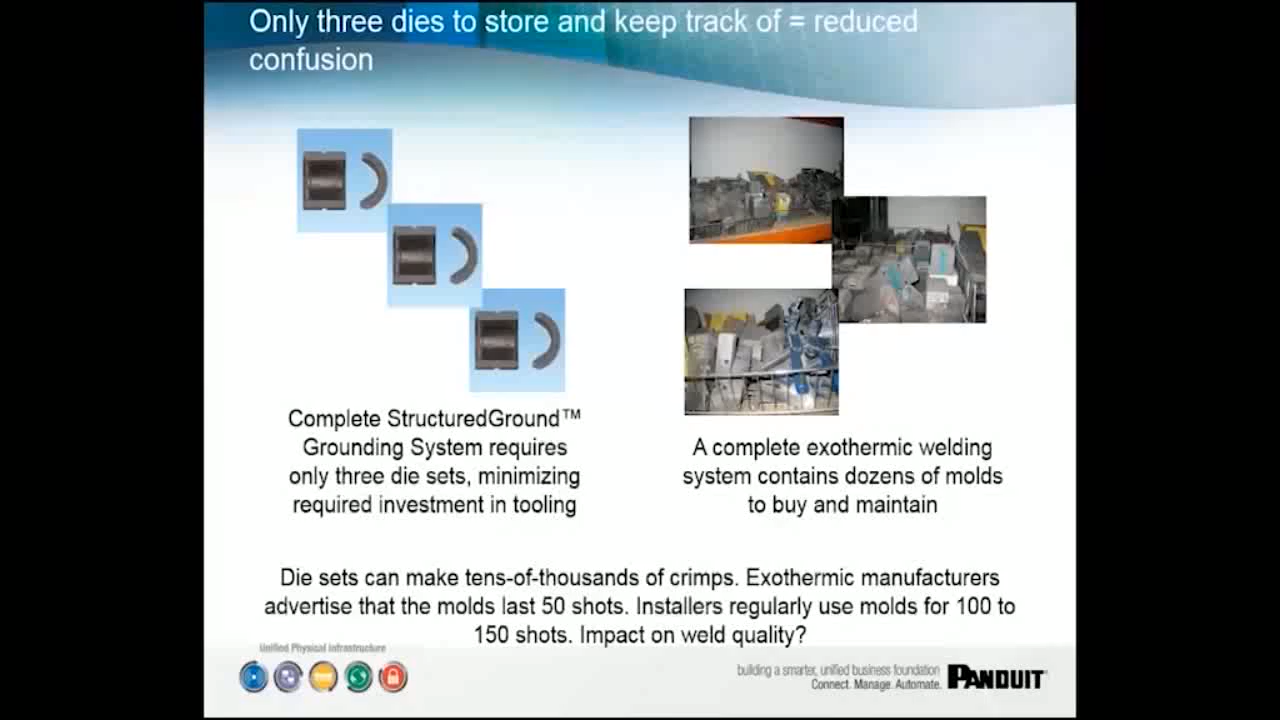 Only three dies to store and keep track of = reduced
confusion
Complete StructuredGround™
Grounding System requires
only three die sets, minimizing
required investment in tooling
A complete exothermic welding
system contains dozens of molds
to buy and maintain
Die sets can make tens-of-thousands of crimps. Exothermic manufacturers
advertise that the molds last 50 shots. Installers regularly use molds for 100 to
150 shots. Impact on weld quality?
Unified Physical Infrastructure
building a smarter, unified business foundation
Connect. Manage. Automate.
PANDUIT